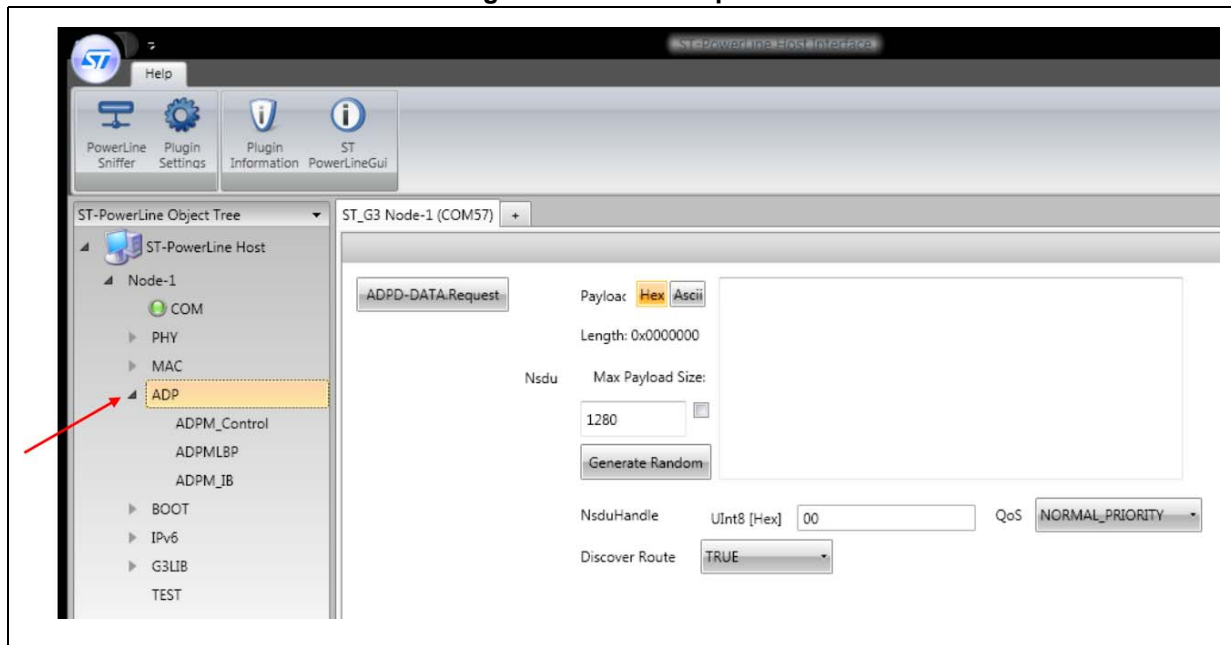 ST-PowerLine Host Interface
Help
PowerLine Sniffer
Plugin Settings
Plugin Information
ST PowerLineGui
ST-PowerLine Object Tree
ST_G3 Node-1 (COM57) +
ST-PowerLine Host
Node-1
COM
PHY
MAC
ADP
ADPM_Control
ADPMLBP
ADPM_IB
BOOT
IPv6
G3LIB
TEST
ADPD-DATA.Request
Hex Ascii
Length: 0x0000000
Nsdu Max Payload Size:
1280
Generate Random
NsduHandle UInt8 [Hex] 00 QoS NORMAL_PRIORITY
Discover Route TRUE